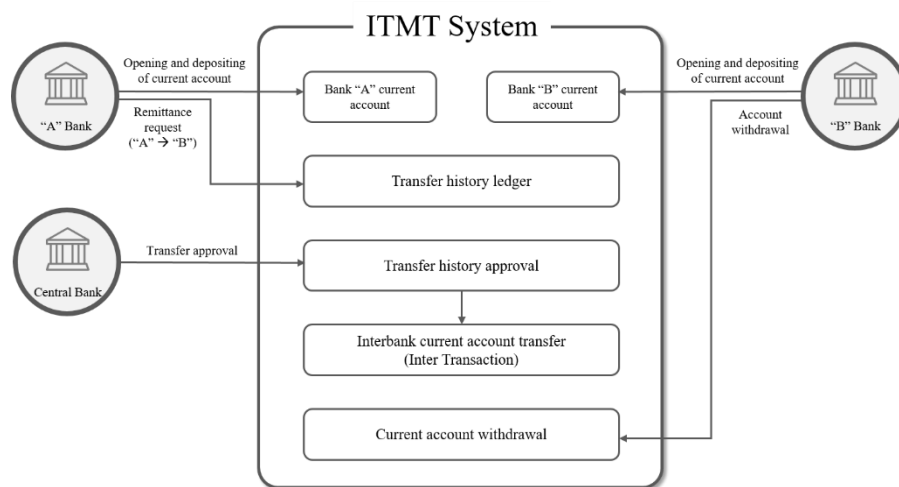 ITMT System
Opening and depositing
of current account
"A" Bank
Remittance
request
("A" → "B")
Bank "A" current
account
Bank "B" current
account
Opening and depositing
of current account
"B" Bank
Account
withdrawal
Transfer history ledger
Central Bank
Transfer approval
Transfer history approval
Interbank current account transfer
(Inter Transaction)
Current account withdrawal